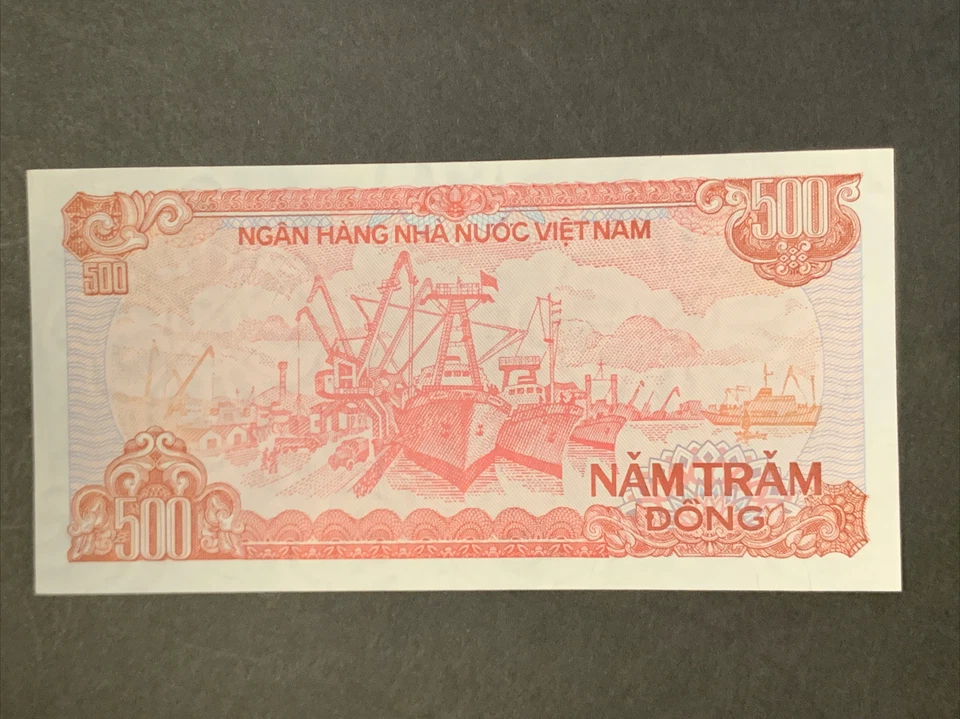 500
NGÂN HÀNG NHÀ NƯỚC VIỆT NAM
500
NĂM TRĂM
ĐỒNG
500